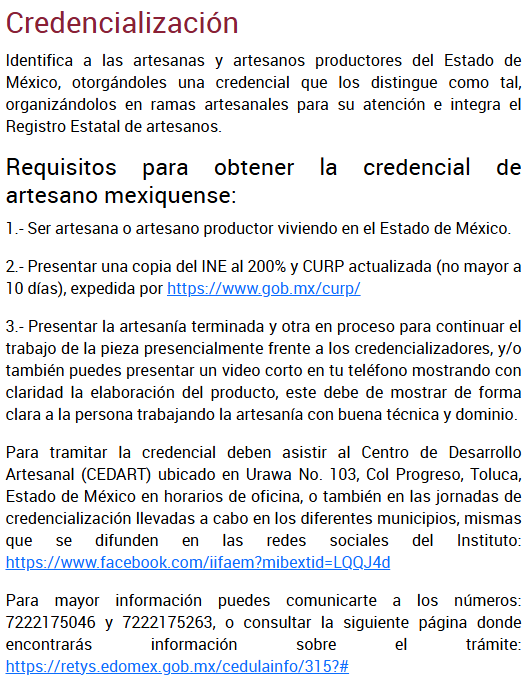 Credencialización
Identifica a las artesanas y artesanos productores del Estado de
México, otorgándoles una credencial que los distingue como tal,
organizándolos en ramas artesanales para su atención e integra el
Registro Estatal de artesanos.
Requisitos para obtener la credencial de
artesano mexiquense:
1.- Ser artesana o artesano productor viviendo en el Estado de México.
2.- Presentar una copia del INE al 200% y CURP actualizada (no mayor a
10 días), expedida por https://www.gob.mx/curp/
3.- Presentar la artesanía terminada y otra en proceso para continuar el
trabajo de la pieza presencialmente frente a los credencializadores, y/o
también puedes presentar un video corto en tu teléfono mostrando con
claridad la elaboración del producto, este debe de mostrar de forma
clara a la persona trabajando la artesanía con buena técnica y dominio.
Para tramitar la credencial deben asistir al Centro de Desarrollo
Artesanal (CEDART) ubicado en Urawa No. 103, Col Progreso, Toluca,
Estado de México en horarios de oficina, o también en las jornadas de
credencialización llevadas a cabo en los diferentes municipios, mismas
que se difunden en las redes sociales del Instituto:
https://www.facebook.com/iifaem?mibextid=LQQJ4d
Para mayor información puedes comunicarte a los números:
7222175046 y 7222175263, o consultar la siguiente página donde
encontrarás información sobre el trámite:
https://retys.edomex.gob.mx/cedulainfo/315?#